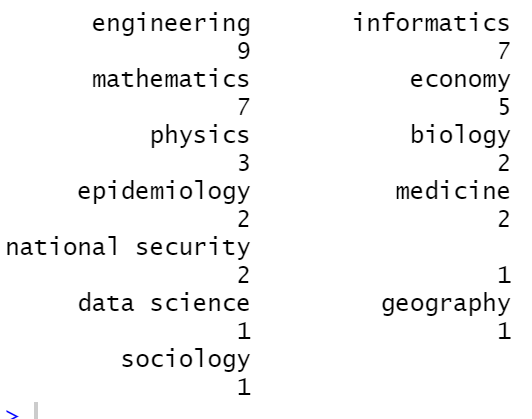 engineering informatics
9 7
mathematics economy
7 5
physics biology
3 2
epidemiology medicine
2 2
national security
2 1
data science geography
1 1
sociology
1
>